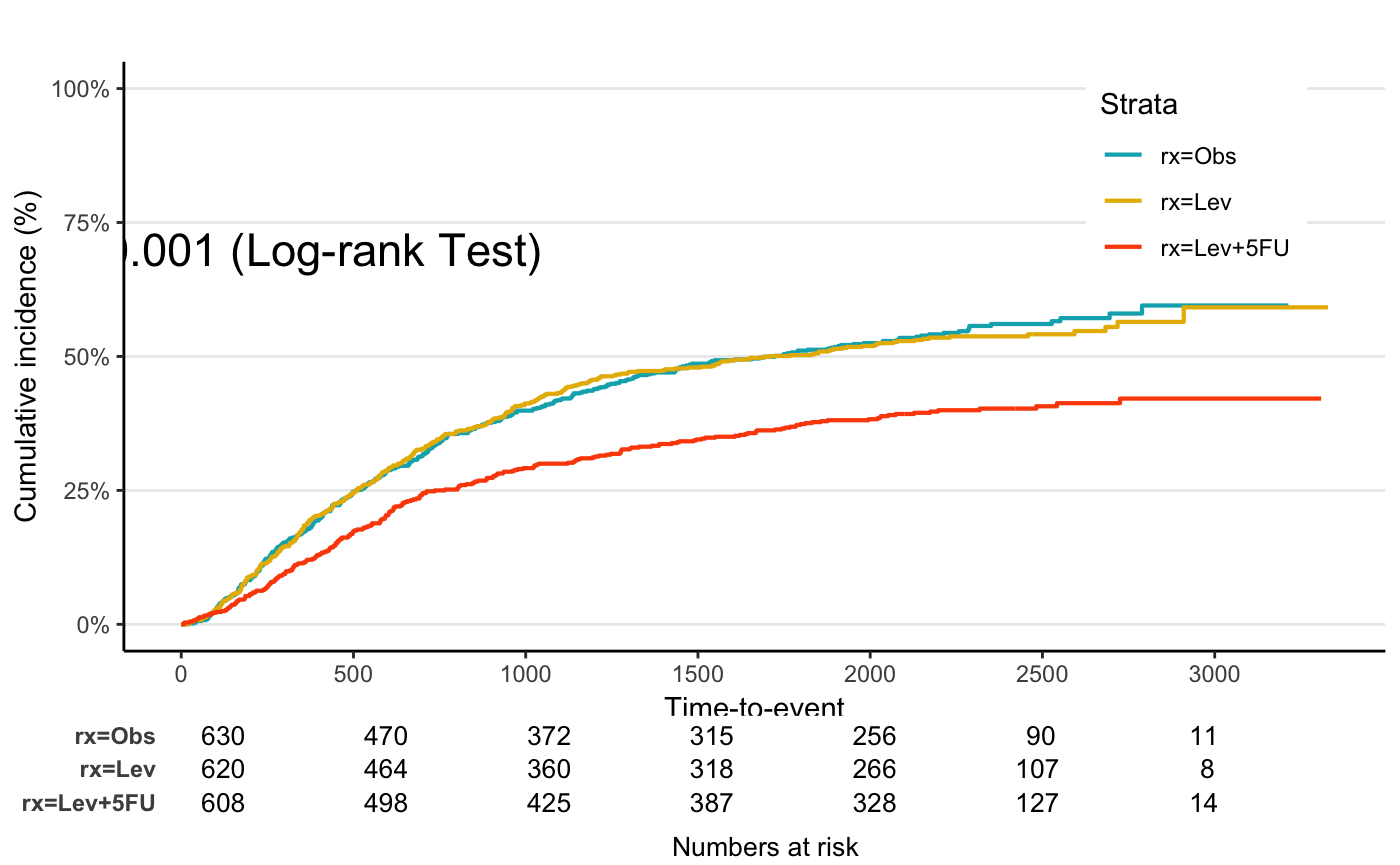 100%
75%
50%
25%
0%
Cumulative incidence (%)
.001 (Log-rank Test)
Strata
rx=Obs
rx=Lev
rx=Lev+5FU
0 500 1000 1500 2000 2500 3000
Time-to-event
rx=Obs 630 470 372 315 256 90 11
rx=Lev 620 464 360 318 266 107 8
rx=Lev+5FU 608 498 425 387 328 127 14
Numbers at risk